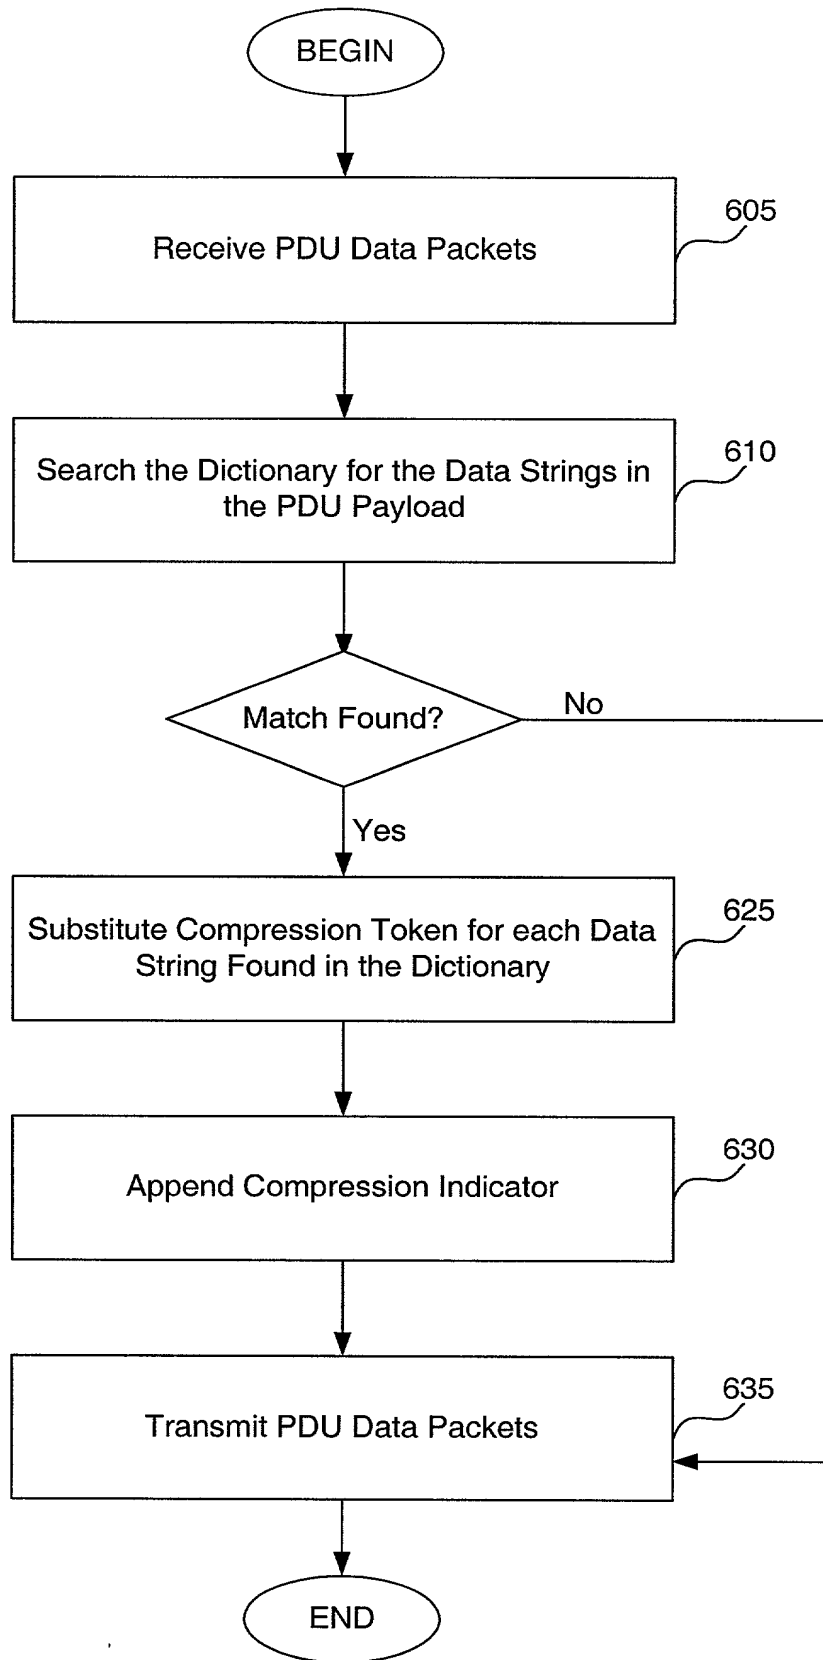 BEGIN
Receive PDU Data Packets
605
Search the Dictionary for the Data Strings in
the PDU Payload
610
Match Found?
No
Yes
Substitute Compression Token for each Data
String Found in the Dictionary
625
Append Compression Indicator
630
Transmit PDU Data Packets
635
END